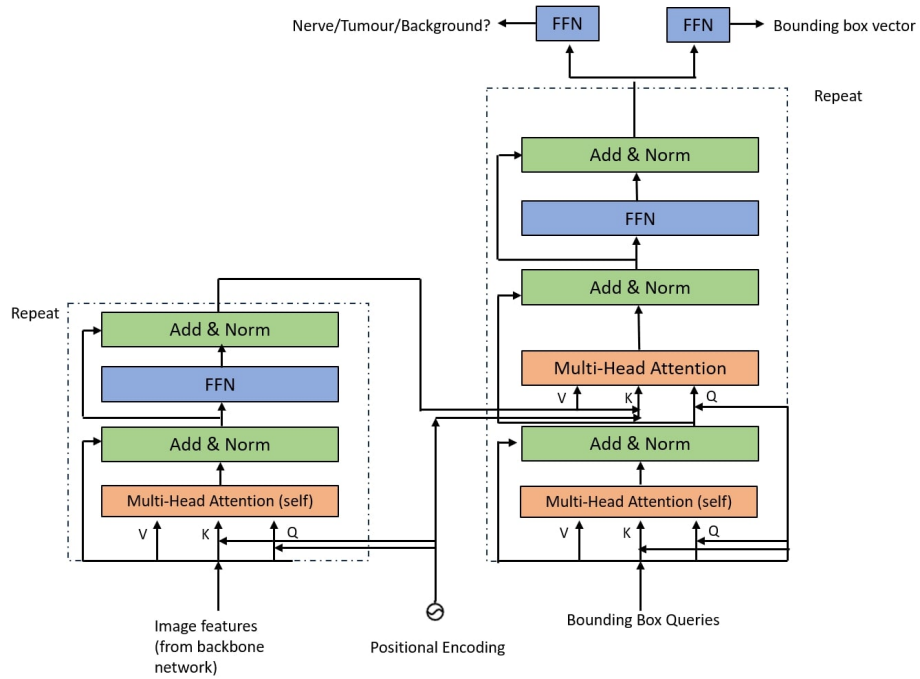 Nerve/Tumour/Background?
FFN
FFN
Bounding box vector
Repeat
Add & Norm
FFN
Add & Norm
Multi-Head Attention
V
K
Q
Add & Norm
Multi-Head Attention (self)
V
K
Q
Bounding Box Queries
Repeat
Add & Norm
FFN
Add & Norm
Multi-Head Attention (self)
V
K
Q
Image features
(from backbone
network)
Positional Encoding